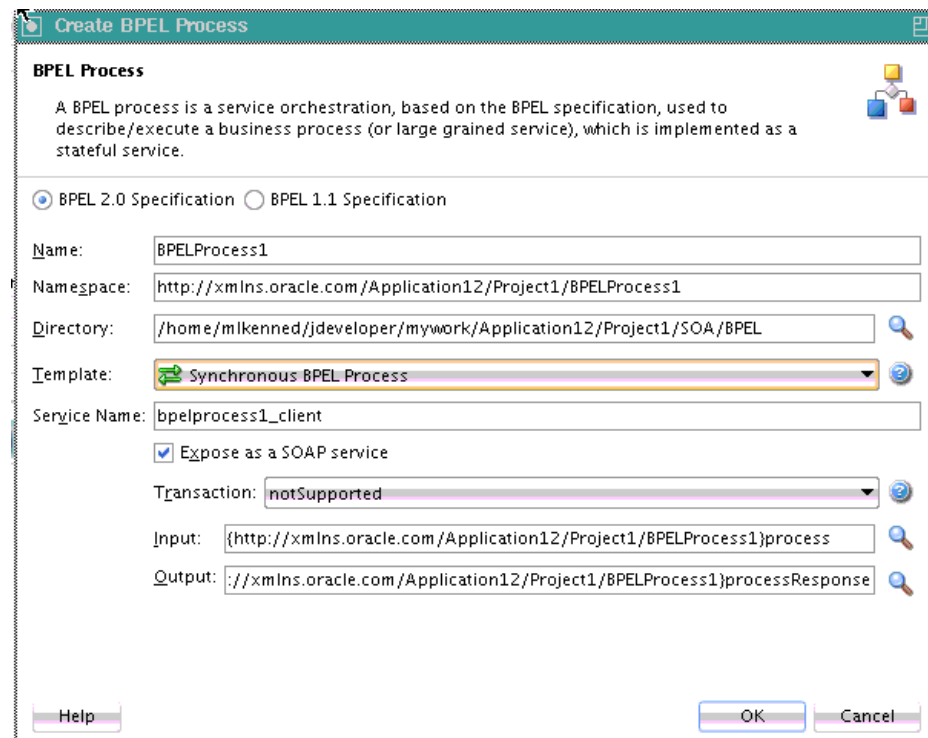 Create BPEL Process
BPEL Process
A BPEL process is a service orchestration, based on the BPEL specification, used to
describe/execute a business process (or large grained service), which is implemented as a
stateful service.
BPEL 2.0 Specification BPEL 1.1 Specification
Name: BPELProcess1
Namespace: http://xmlns.oracle.com/Application12/Project1/BPELProcess1
Directory: /home/mlkenned/jdeveloper/mywork/Application12/Project1/SOA/BPEL
Template: Synchronous BPEL Process
Service Name: bpelprocess1_client
Expose as a SOAP service
Transaction: notSupported
Input: {http://xmlns.oracle.com/Application12/Project1/BPELProcess1}process
Output: ://xmlns.oracle.com/Application12/Project1/BPELProcess1}processResponse
Help OK Cancel